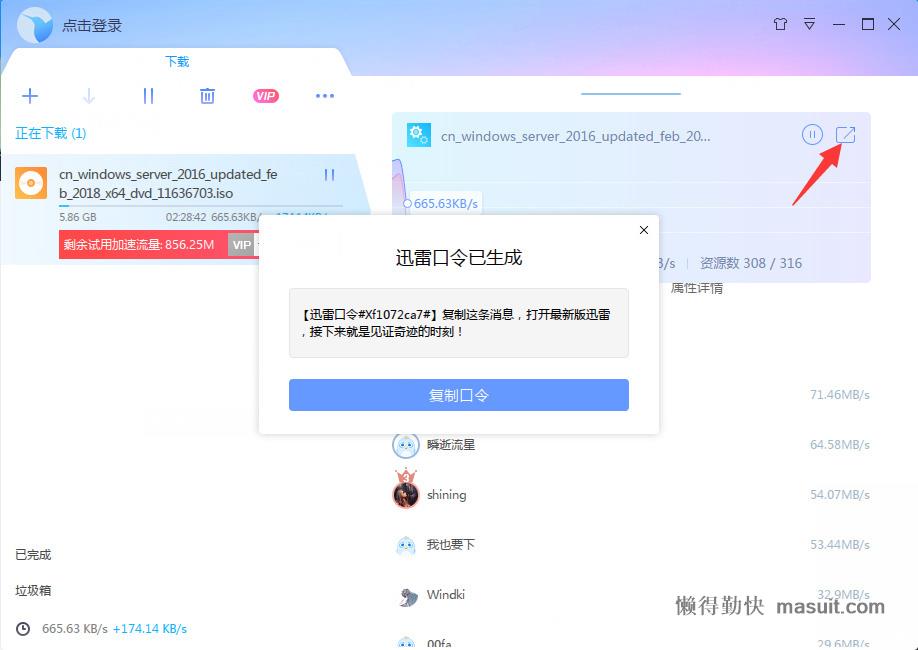 点击登录
下载
VIP
正在下载 (1)
cn_windows_server_2016_updated_fe
b_2018_x64_dvd_11636703.iso
5.86 GB
02:28:42
665.63KB/s
剩余试用加速流量: 856.25M
VIP
cn_windows_server_2016_updated_feb_20...
665.63KB/s
B/s
资源数 308 / 316
属性详情
迅雷口令已生成
【迅雷口令#Xf1072ca7#】复制这条消息，打开最新版迅雷
，接下来就是见证奇迹的时刻！
复制口令
71.46MB/s
瞬逝流星
64.58MB/s
shining
54.07MB/s
我也要下
53.44MB/s
Windki
32.9MB/s
00fa
29.6MB/s
已完成
垃圾箱
665.63 KB/s +174.14 KB/s
懒得勤快 masuit.com